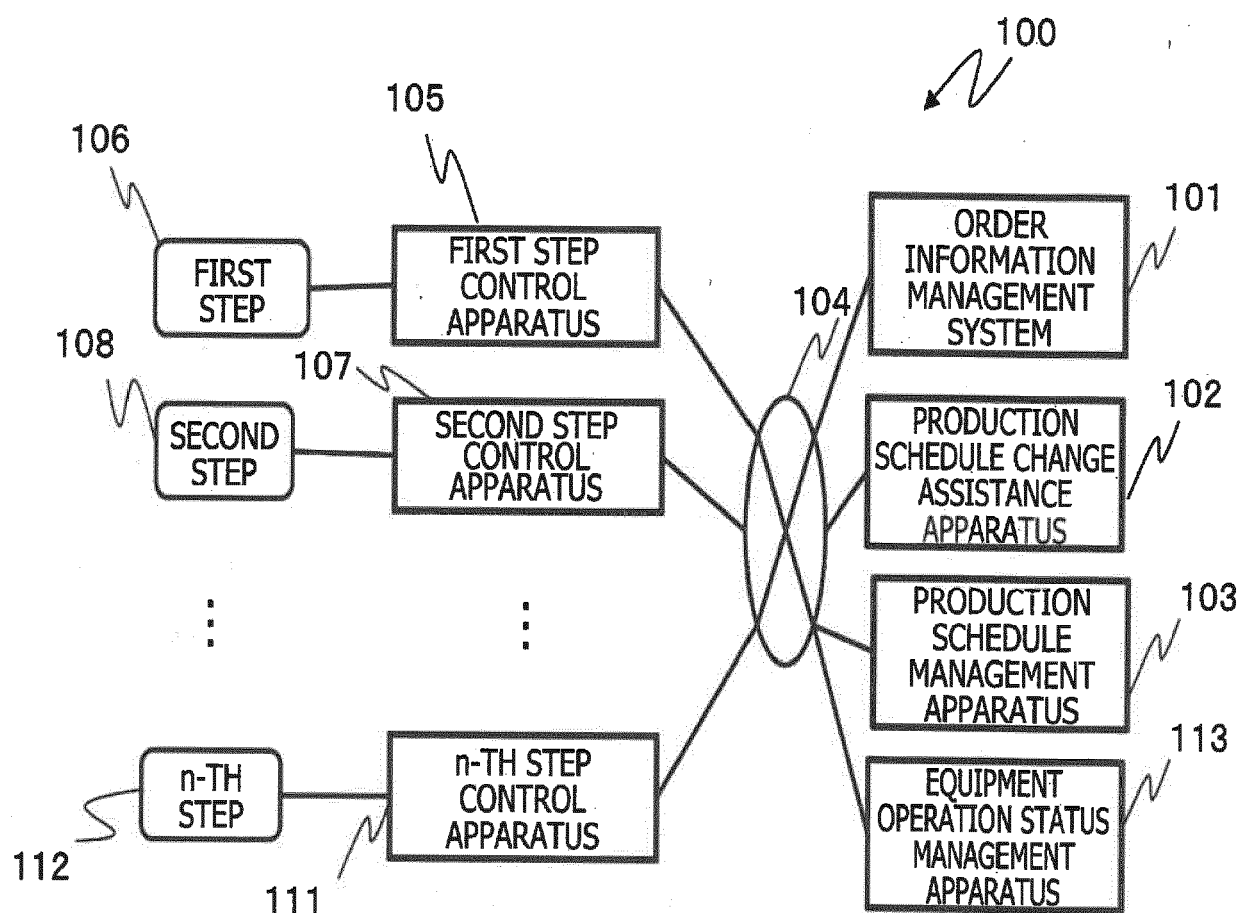 100
105
106
101
FIRST
STEP
FIRST STEP
CONTROL
APPARATUS
ORDER
INFORMATION
MANAGEMENT
SYSTEM
104
108
107
102
SECOND
STEP
SECOND STEP
CONTROL
APPARATUS
PRODUCTION
SCHEDULE CHANGE
ASSISTANCE
APPARATUS
103
PRODUCTION
SCHEDULE
MANAGEMENT
APPARATUS
113
n-TH
STEP
n-TH STEP
CONTROL
APPARATUS
EQUIPMENT
OPERATION STATUS
MANAGEMENT
APPARATUS
112
111